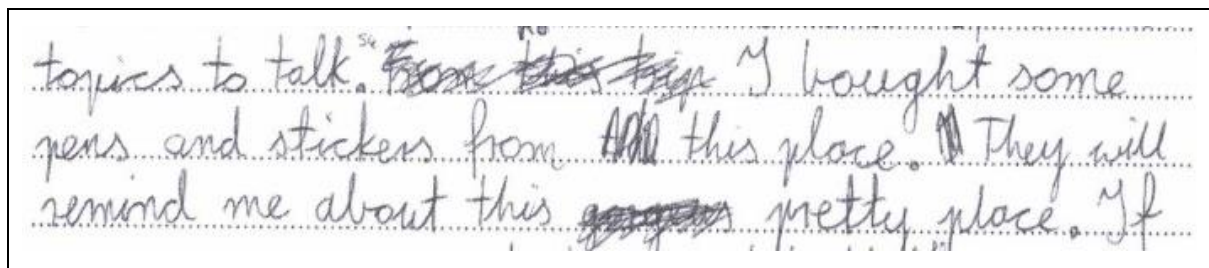 topics to talk. I bought some
pens and stickers from this place. They will
remind me about this pretty place. If